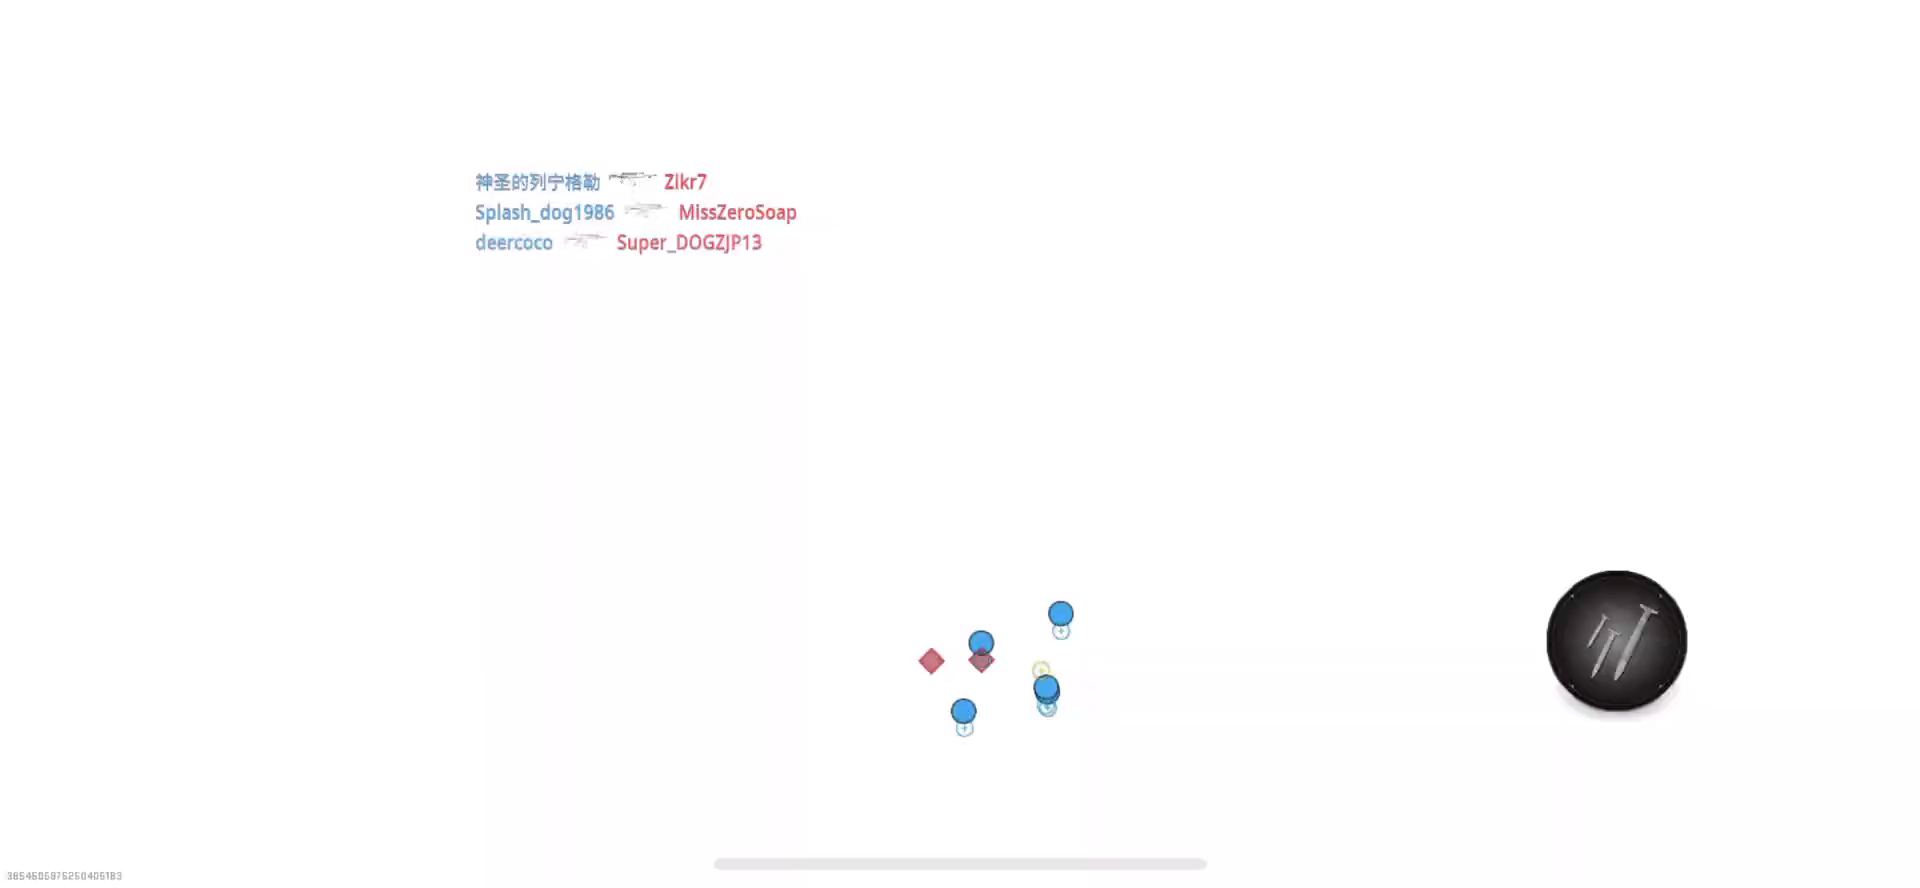 神圣的列宁格勒 Zlkr7
Splash_dog1986 MissZeroSoap
deercoco Super_DOGZJP13